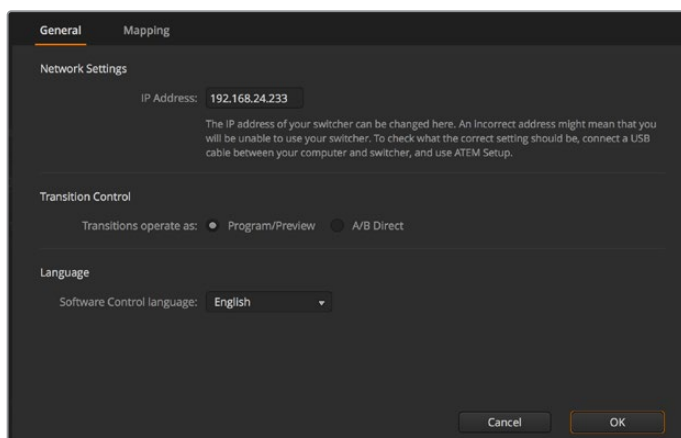 General Mapping
Network Settings
IP Address: 192.168.24.233
The IP address of your switcher can be changed here. An incorrect address might mean that you
will be unable to use your switcher. To check what the correct setting should be, connect a USB
cable between your computer and switcher, and use ATEM Setup.
Transition Control
Transitions operate as: Program/Preview A/B Direct
Language
Software Control language: English
Cancel OK